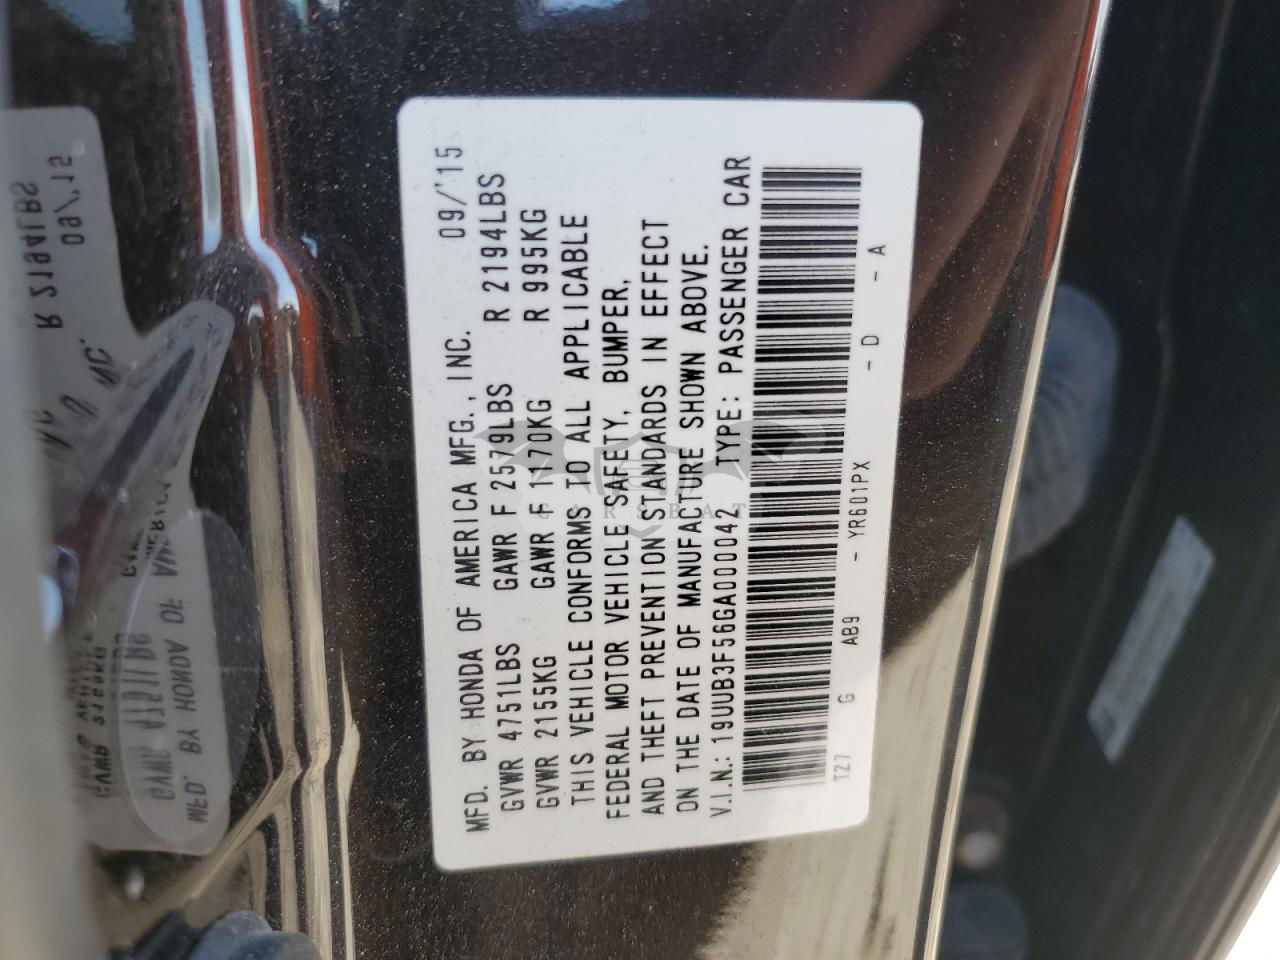 MFD. BY HONDA OF AMERICA MFG., INC. 09/'15
GVWR 4751LBS GAWR F 2579LBS R 2194LBS
GVWR 2155KG GAWR F 1170KG R 995KG
THIS VEHICLE CONFORMS TO ALL APPLICABLE
FEDERAL MOTOR VEHICLE SAFETY, BUMPER,
AND THEFT PREVENTION STANDARDS IN EFFECT
ON THE DATE OF MANUFACTURE SHOWN ABOVE.
V.I.N.: 19UUB3F56GA000042 TYPE: PASSENGER CAR
TZ7 G AB9 - YR601PX - D - A
CARSBAT